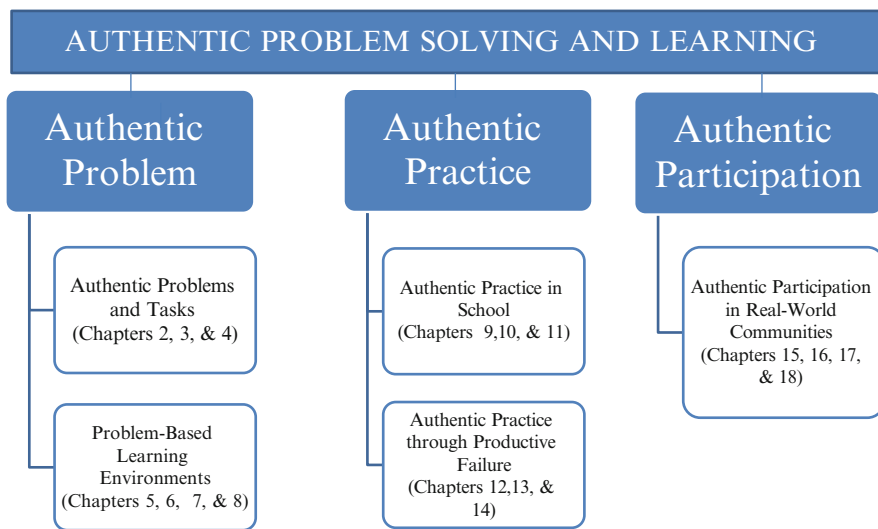 AUTHENTIC PROBLEM SOLVING AND LEARNING
Authentic
Problem
Authentic Problems
and Tasks
(Chapters 2, 3, & 4)
Problem-Based
Learning
Environments
(Chapters 5, 6, 7, & 8)
Authentic
Practice
Authentic Practice in
School
(Chapters 9,10, & 11)
Authentic Practice
through Productive
Failure
(Chapters 12,13, &
14)
Authentic
Participation
Authentic Participation
in Real-World
Communities
(Chapters 15, 16, 17,
& 18)